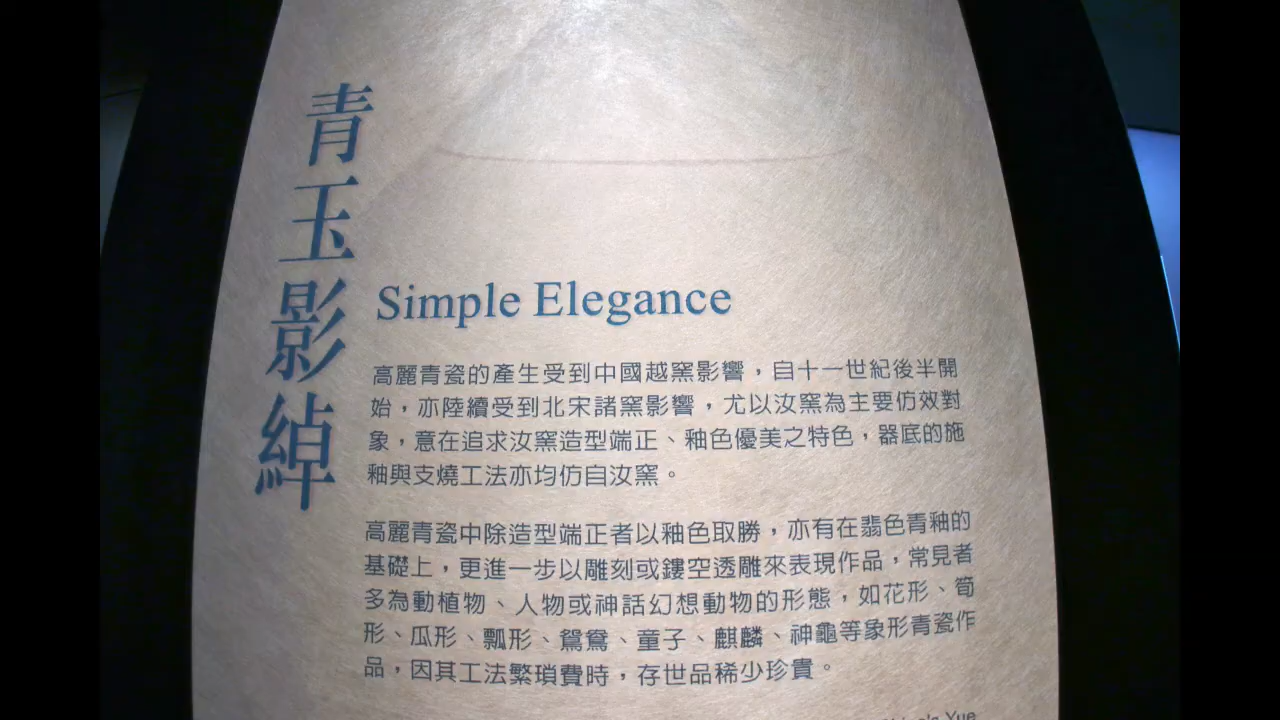 青玉影綽
Simple Elegance
高麗青瓷的產生受到中國越窯影響，自十一世紀後半開
始，亦陸續受到北宋諸窯影響，尤以汝窯為主要仿效對
象，意在追求汝窯造型端正、釉色優美之特色，器底的施
釉與支燒工法亦均仿自汝窯。
高麗青瓷中除造型端正者以釉色取勝，亦有在翡色青釉的
基礎上，更進一步以雕刻或鏤空透雕來表現作品，常見者
多為動植物、人物或神話幻想動物的形態，如花形、筍
形、瓜形、瓢形、鴛鴦、童子、麒麟、神龜等象形青瓷作
品，因其工法繁瑣費時，存世品稀少珍貴。
Yue